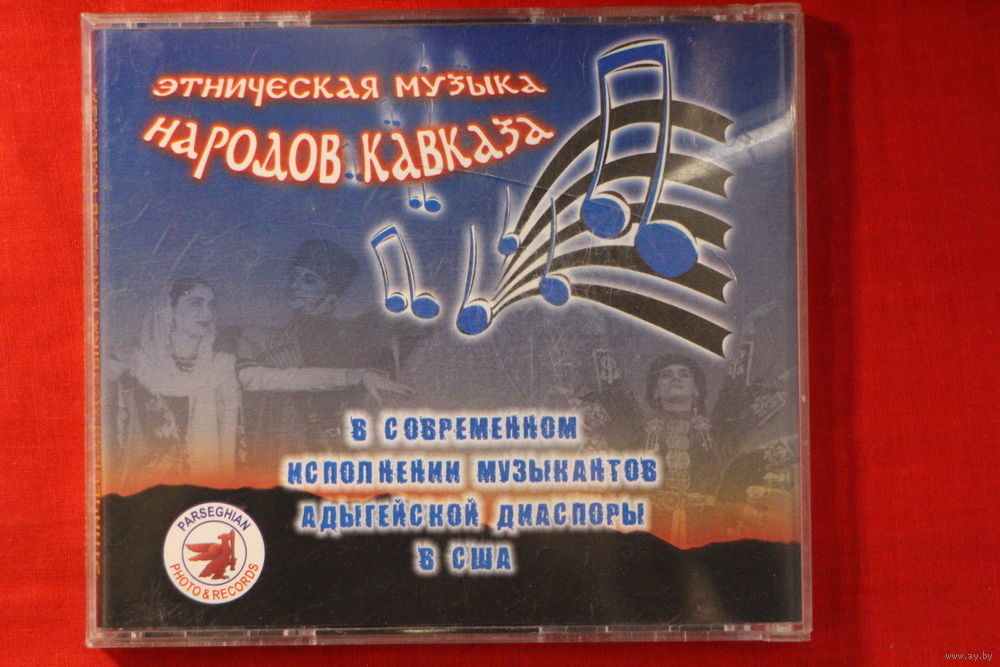 Этническая музыка
народов Кавказа
В СОВРЕМЕННОМ
ИСПОЛНЕНИИ МУЗЫКАНТОВ
АДЫГЕЙСКОЙ ДИАСПОРЫ
В США
PARSEGHIAN
PHOTO & RECORDS
www.ay.by